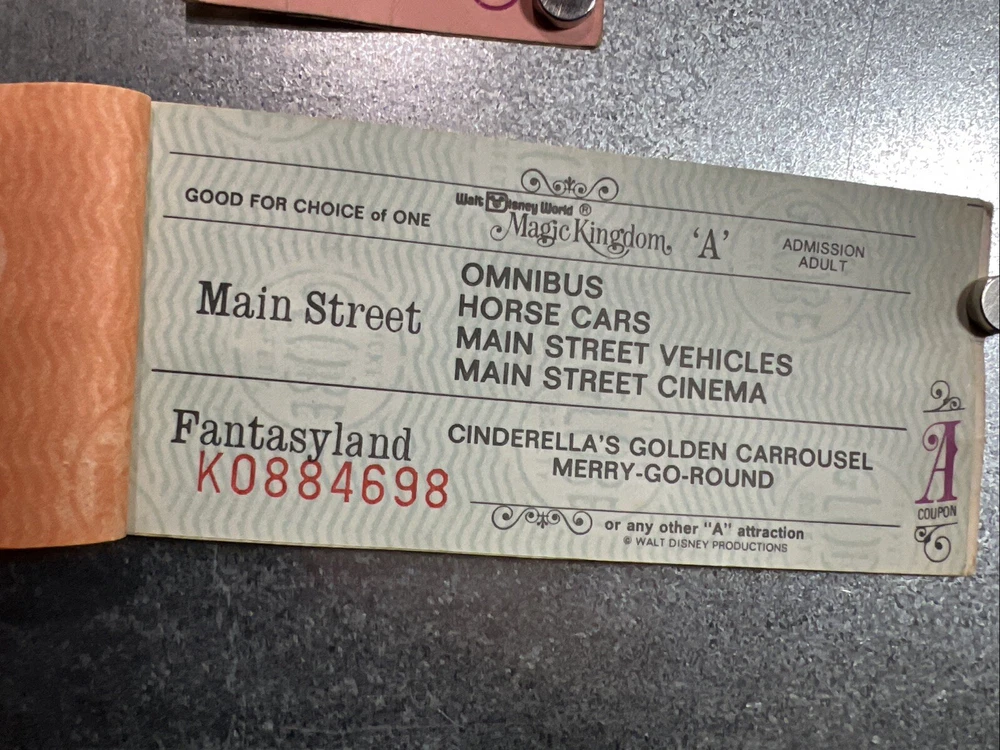 GOOD FOR CHOICE of ONE
Walt Disney World ®
Magic Kingdom
'A'
ADMISSION
ADULT
Main Street
OMNIBUS
HORSE CARS
MAIN STREET VEHICLES
MAIN STREET CINEMA
Fantasyland
CINDERELLA'S GOLDEN CARROUSEL
MERRY-GO-ROUND
K0884698
or any other "A" attraction
© WALT DISNEY PRODUCTIONS
A
COUPON